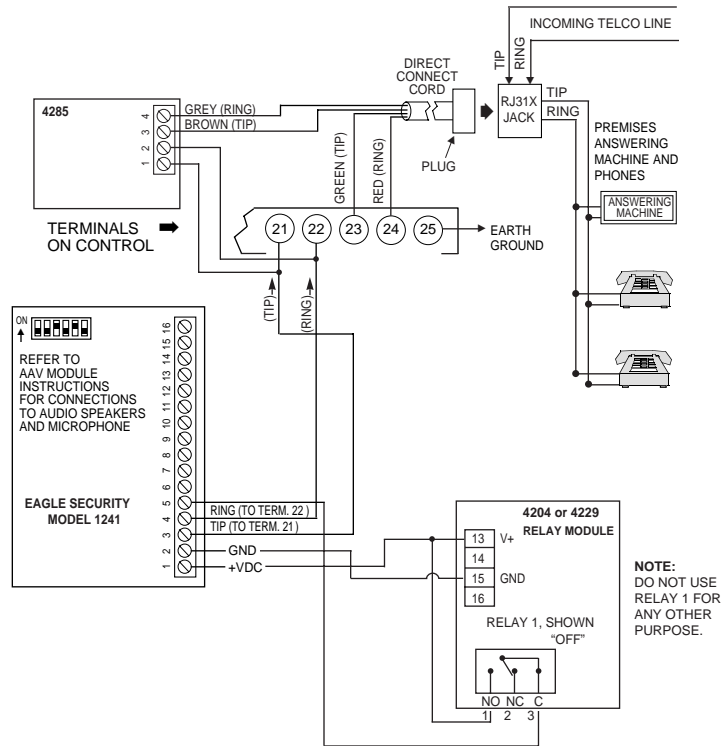 INCOMING TELCO LINE
TIP
RING
DIRECT
CONNECT
CORD
RJ31X
JACK
TIP
RING
PLUG
PREMISES
ANSWERING
MACHINE AND
PHONES
ANSWERING
MACHINE
4285
4
3
2
1
GREY (RING)
BROWN (TIP)
GREEN (TIP)
RED (RING)
TERMINALS
ON CONTROL
21
22
23
24
25
EARTH
GROUND
(TIP)
(RING)
ON
REFER TO
AAV MODULE
INSTRUCTIONS
FOR CONNECTIONS
TO AUDIO SPEAKERS
AND MICROPHONE
EAGLE SECURITY
MODEL 1241
16
15
14
13
12
11
10
9
8
7
6
5
4
3
2
1
RING (TO TERM. 22 )
TIP (TO TERM. 21 )
GND
+VDC
4204 or 4229
RELAY MODULE
13 V+
14
15 GND
16
RELAY 1, SHOWN
“OFF”
NO NC C
1 2 3
NOTE:
DO NOT USE
RELAY 1 FOR
ANY OTHER
PURPOSE.